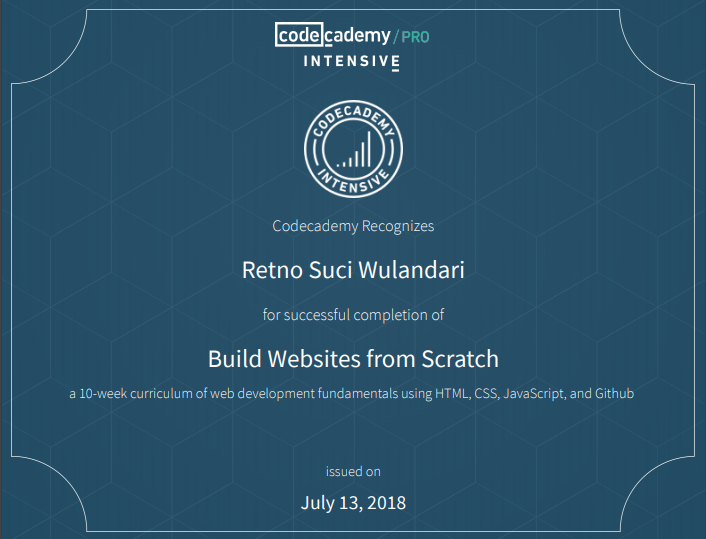 codecademy / PRO
INTENSIVE
CODECADEMY
INTENSIVE
Codecademy Recognizes
Retno Suci Wulandari
for successful completion of
Build Websites from Scratch
a 10-week curriculum of web development fundamentals using HTML, CSS, JavaScript, and Github
issued on
July 13, 2018